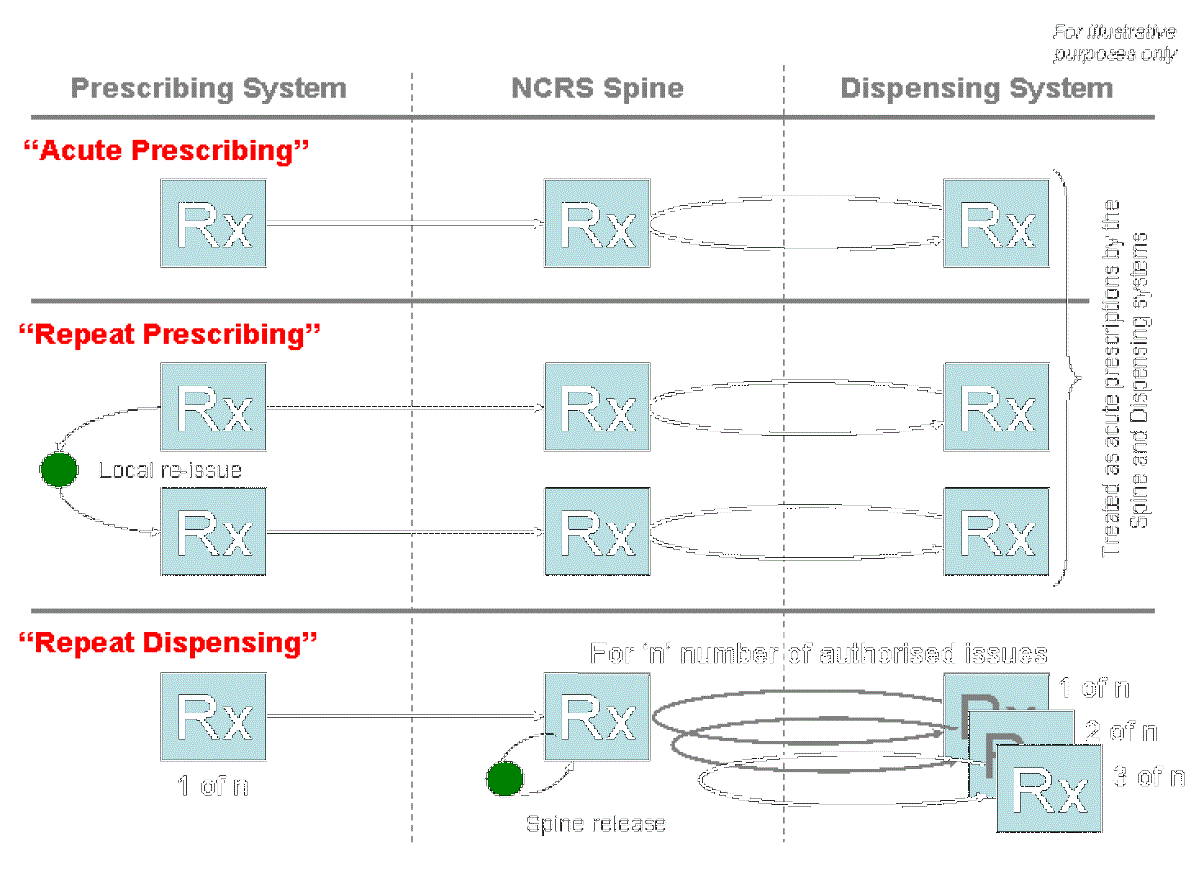 For illustrative
purposes only
Prescribing System
NCRS Spine
Dispensing System
“Acute Prescribing”
Rx
Rx
Rx
“Repeat Prescribing”
Rx
Rx
Rx
Local re-issue
Rx
Rx
Rx
Treated as acute prescriptions by the
Spine and Dispensing systems
“Repeat Dispensing”
For ‘n’ number of authorised issues
Rx
Rx
Rx
1 of n
R
2 of n
Rx
3 of n
1 of n
Spine release